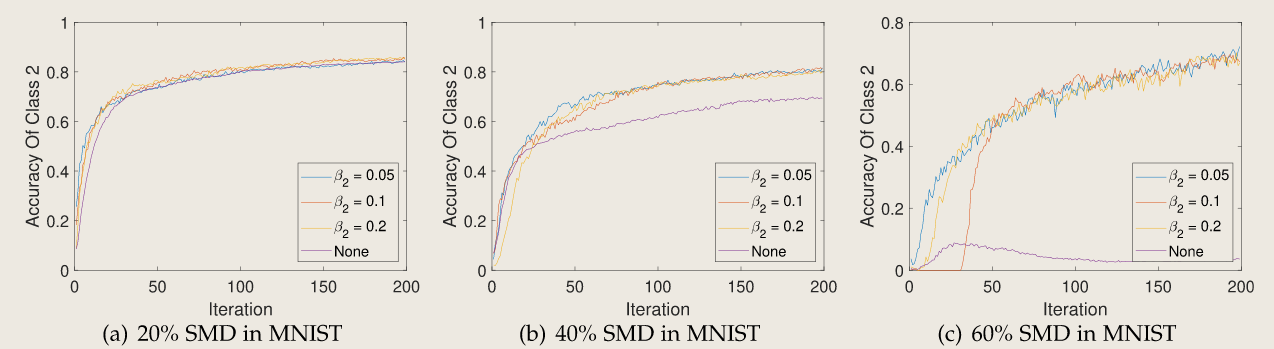 Accuracy Of Class 2
1
0.8
0.6
0.4
0.2
0
0 50 100 150 200
Iteration
β2 = 0.05
β2 = 0.1
β2 = 0.2
None
(a) 20% SMD in MNIST
Accuracy Of Class 2
1
0.8
0.6
0.4
0.2
0
0 50 100 150 200
Iteration
β2 = 0.05
β2 = 0.1
β2 = 0.2
None
(b) 40% SMD in MNIST
Accuracy Of Class 2
0.8
0.6
0.4
0.2
0
0 50 100 150 200
Iteration
β2 = 0.05
β2 = 0.1
β2 = 0.2
None
(c) 60% SMD in MNIST